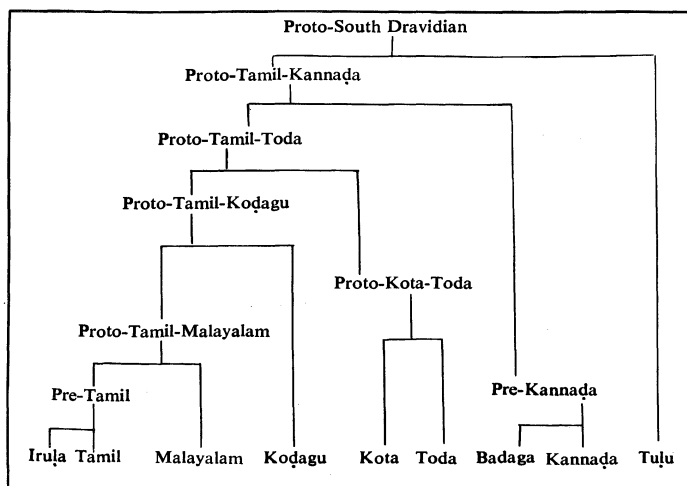 Proto-South Dravidian
Proto-Tamil-Kannaḍa
Proto-Tamil-Toda
Proto-Tamil-Koḍagu
Proto-Kota-Toda
Proto-Tamil-Malayalam
Pre-Tamil
Pre-Kannaḍa
Iruḷa Tamil Malayalam Koḍagu Kota Toda Badaga Kannaḍa Tuḷu